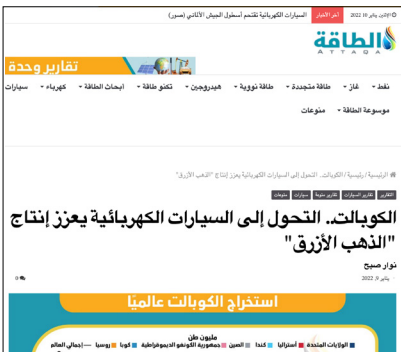 الإثنين, يناير 10 2022 أخر الأخبار السيارات الكهربائية تقتحم أسطول الجيش الألماني (صور)
الطاقة
ATTAQA
تقارير وحدة
نفط غاز طاقة متجددة طاقة نووية هيدروجين تكنو طاقة أبحاث الطاقة كهرباء سيارات
موسوعة الطاقة منوعات
الرئيسية / رئيسية / الكوبالت.. التحول إلى السيارات الكهربائية يعزز إنتاج "الذهب الأزرق"
التقارير تقارير السيارات تقارير منوعة سيارات منوعات
الكوبالت.. التحول إلى السيارات الكهربائية يعزز إنتاج
"الذهب الأزرق"
نوار صبح
يناير 9, 2022
0
استخراج الكوبالت عالميًا
مليون طن
الولايات المتحدة أستراليا كندا الصين جمهورية الكونغو الديموقراطية كوبا روسيا إجمالي العالم